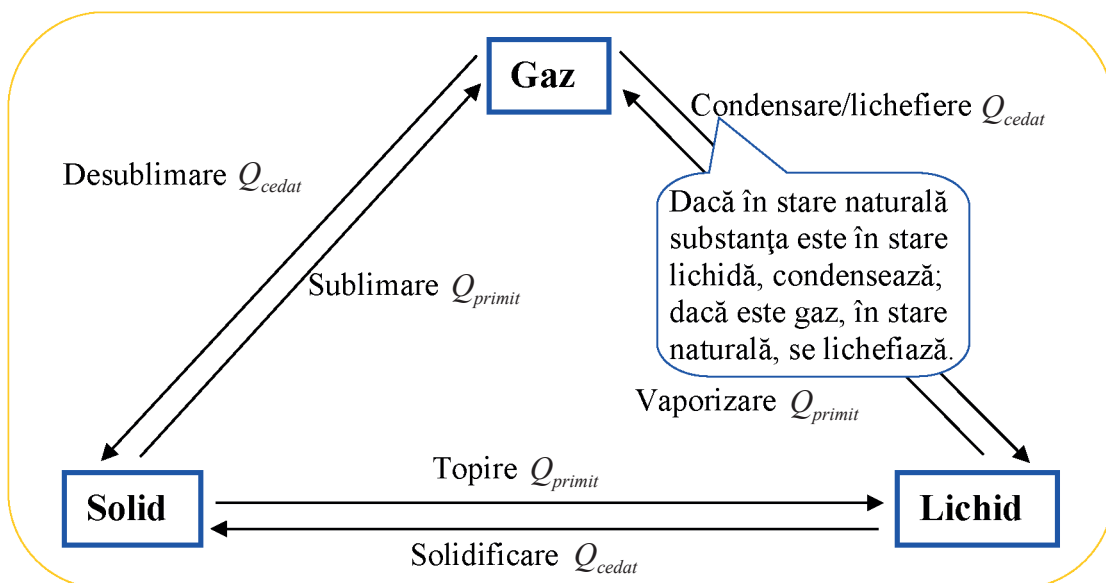 Gaz
Condensare/lichefiere Q_cedat
Desublimare Q_cedat
Dacă în stare naturală
substanţa este în stare
lichidă, condensează;
dacă este gaz, în stare
naturală, se lichefiază.
Sublimare Q_primit
Vaporizare Q_primit
Topire Q_primit
Solid
Lichid
Solidificare Q_cedat